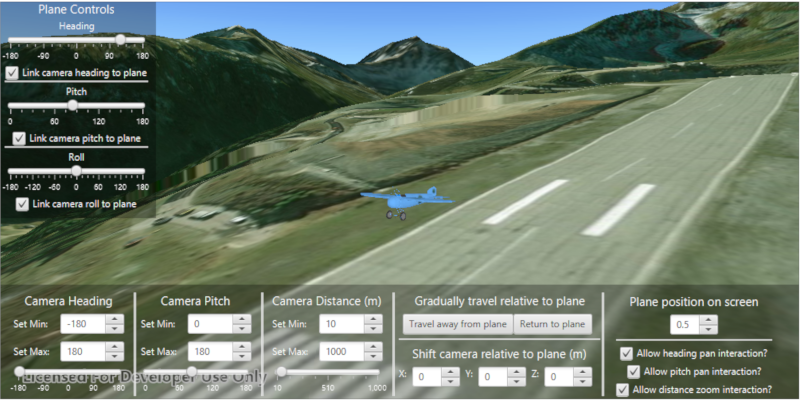 Plane Controls
Heading
-180 -90 0 90 180
Link camera heading to plane
Pitch
0 50 120 180
Link camera pitch to plane
Roll
-180 -120 -60 0 60 120 180
Link camera roll to plane
Camera Heading
Set Min: -180
Set Max: 180
-180 -90 0 90 180
Camera Pitch
Set Min: 0
Set Max: 180
0 50 120 180
Camera Distance (m)
Set Min: 10
Set Max: 1000
10 510 1.000
Gradually travel relative to plane
Travel away from plane Return to plane
Shift camera relative to plane (m)
X: 0 Y: 0 Z: 0
Plane position on screen
0.5
Allow heading pan interaction?
Allow pitch pan interaction?
Allow distance zoom interaction?
Licensed For Developer Use Only